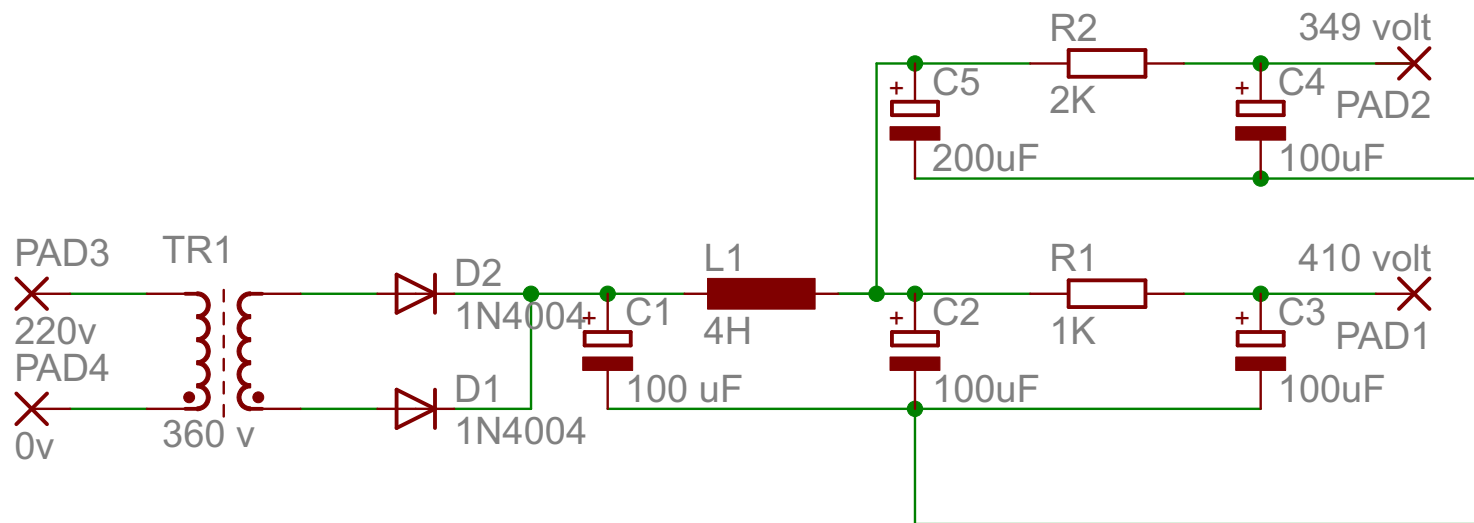 349 volt
R2
C5
C4
2K
PAD2
+
+
200uF
100uF
PAD3
TR1
D2
L1
R1
410 volt
1N4004
C1
C2
C3
+
+
+
220v
4H
1K
PAD1
PAD4
D1
100 uF
100uF
100uF
0v
360 v
1N4004